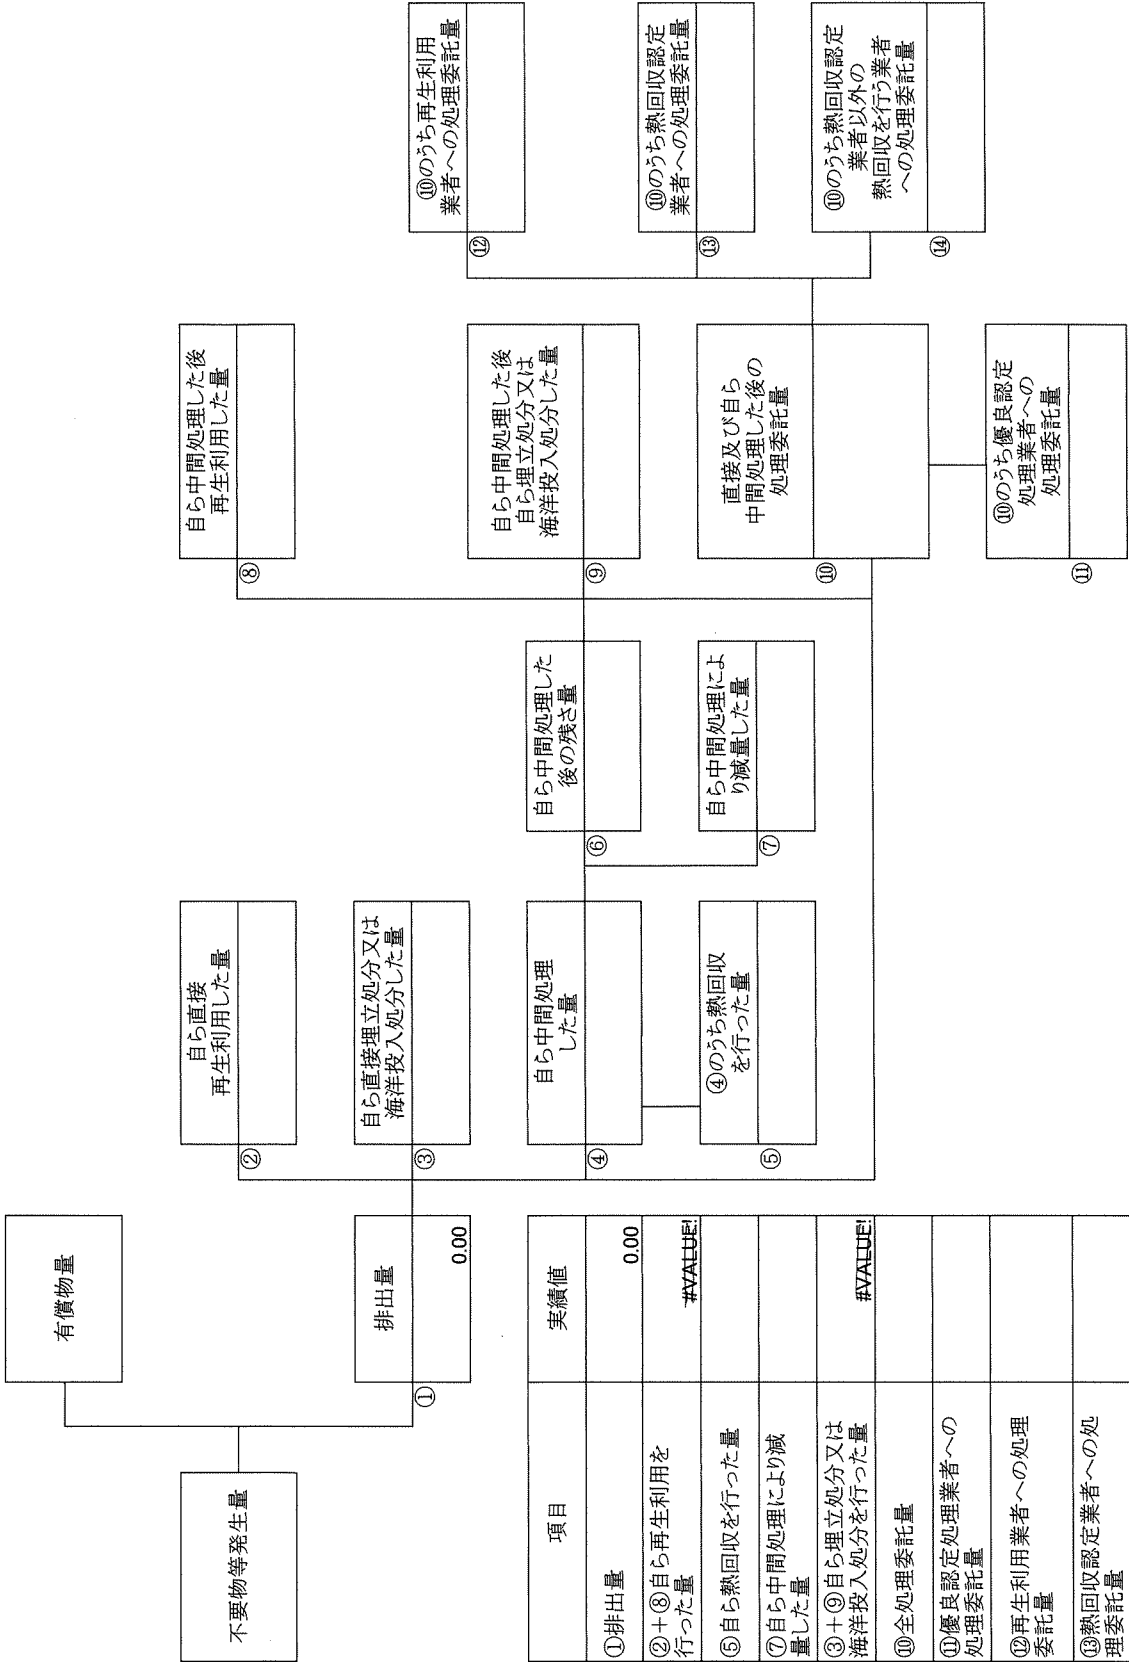 不要物等発生量
有償物量
排出量
①
0.00
自ら直接
再生利用した量
②
自ら直接埋立処分又は
海洋投入処分した量
③
自ら中間処理
した量
④
④のうち熱回収
を行った量
⑤
自ら中間処理した
後の残さ量
⑥
自ら中間処理によ
り減量した量
⑦
自ら中間処理した後
再生利用した量
⑧
自ら中間処理した後
自ら埋立処分又は
海洋投入処分した量
⑨
直接及び自ら
中間処理した後の
処理委託量
⑩
⑩のうち優良認定
処理業者への
処理委託量
⑪
⑩のうち再生利用
業者への処理委託量
⑫
⑩のうち熱回収認定
業者への処理委託量
⑬
⑩のうち熱回収認定
業者以外の
熱回収を行う業者
への処理委託量
⑭
項目
実績値
①排出量
0.00
②+⑧自ら再生利用を
行った量
#VALUE!
⑤自ら熱回収を行った量
⑦自ら中間処理により減
量した量
③+⑨自ら埋立処分又は
海洋投入処分を行った量
#VALUE!
⑩全処理委託量
⑪優良認定処理業者への
処理委託量
⑫再生利用業者への処理
委託量
⑬熱回収認定業者への処
理委託量